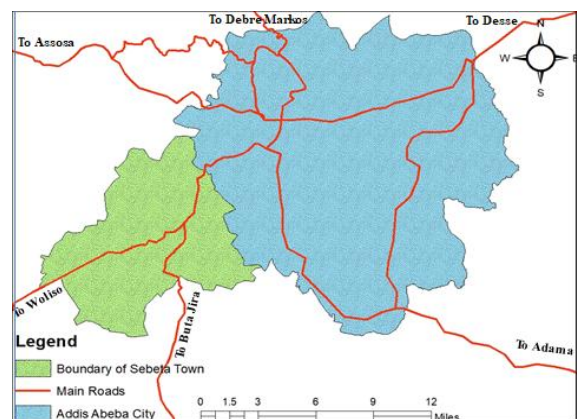 To Debre Markos
To Desse
To Assosa
N
W E
S
To Woliso
To Buta Jira
To Adama
Legend
Boundary of Sebeta Town
Main Roads
Addis Abeba City
0 1.5 3 6 9 12
Miles